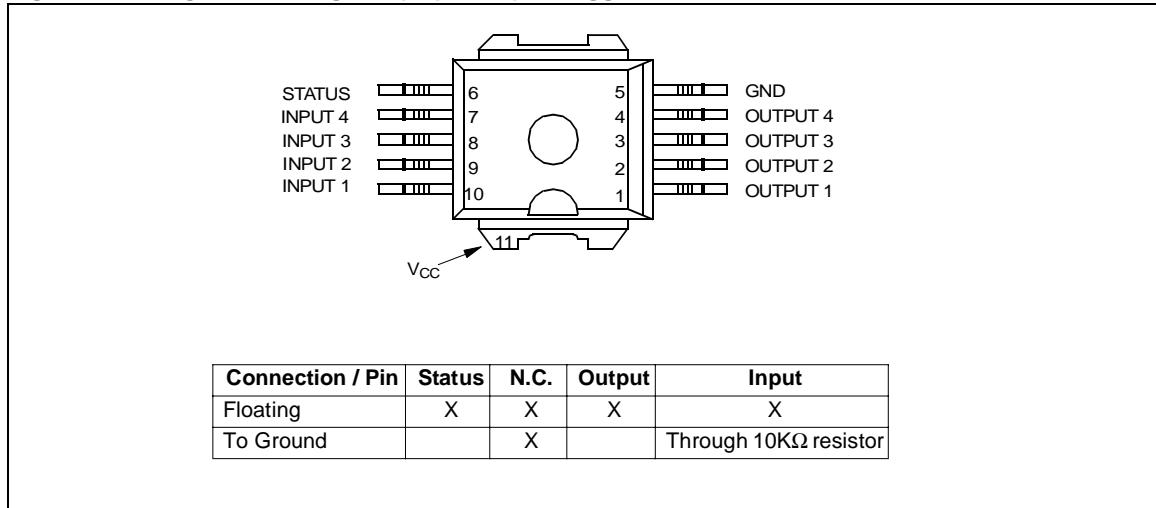 STATUS 6 5 GND
INPUT 4 7 4 OUTPUT 4
INPUT 3 8 3 OUTPUT 3
INPUT 2 9 2 OUTPUT 2
INPUT 1 10 1 OUTPUT 1
11
VCC
Connection / Pin Status N.C. Output Input
Floating X X X X
To Ground X Through 10KΩ resistor